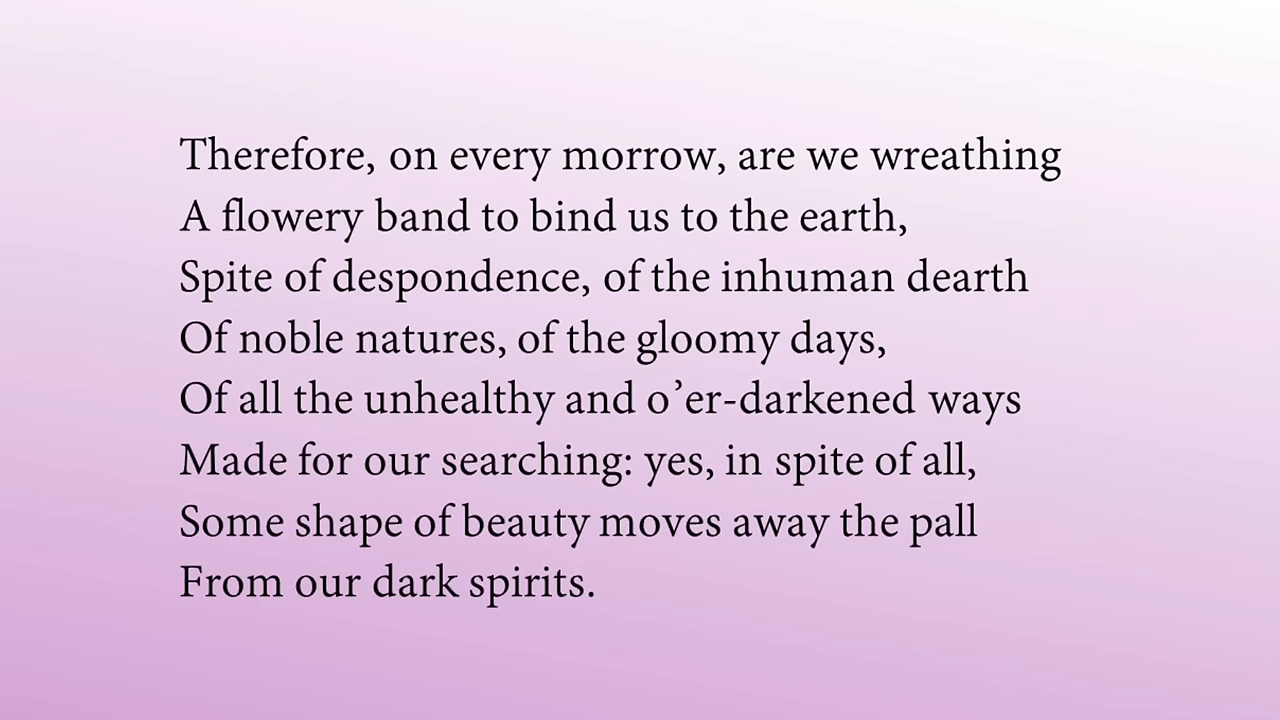 Therefore, on every morrow, are we wreathing
A flowery band to bind us to the earth,
Spite of despondence, of the inhuman dearth
Of noble natures, of the gloomy days,
Of all the unhealthy and o’er-darkened ways
Made for our searching: yes, in spite of all,
Some shape of beauty moves away the pall
From our dark spirits.